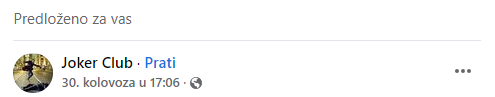 Predloženo za vas
Joker Club · Prati
30. kolovoza u 17:06 ·